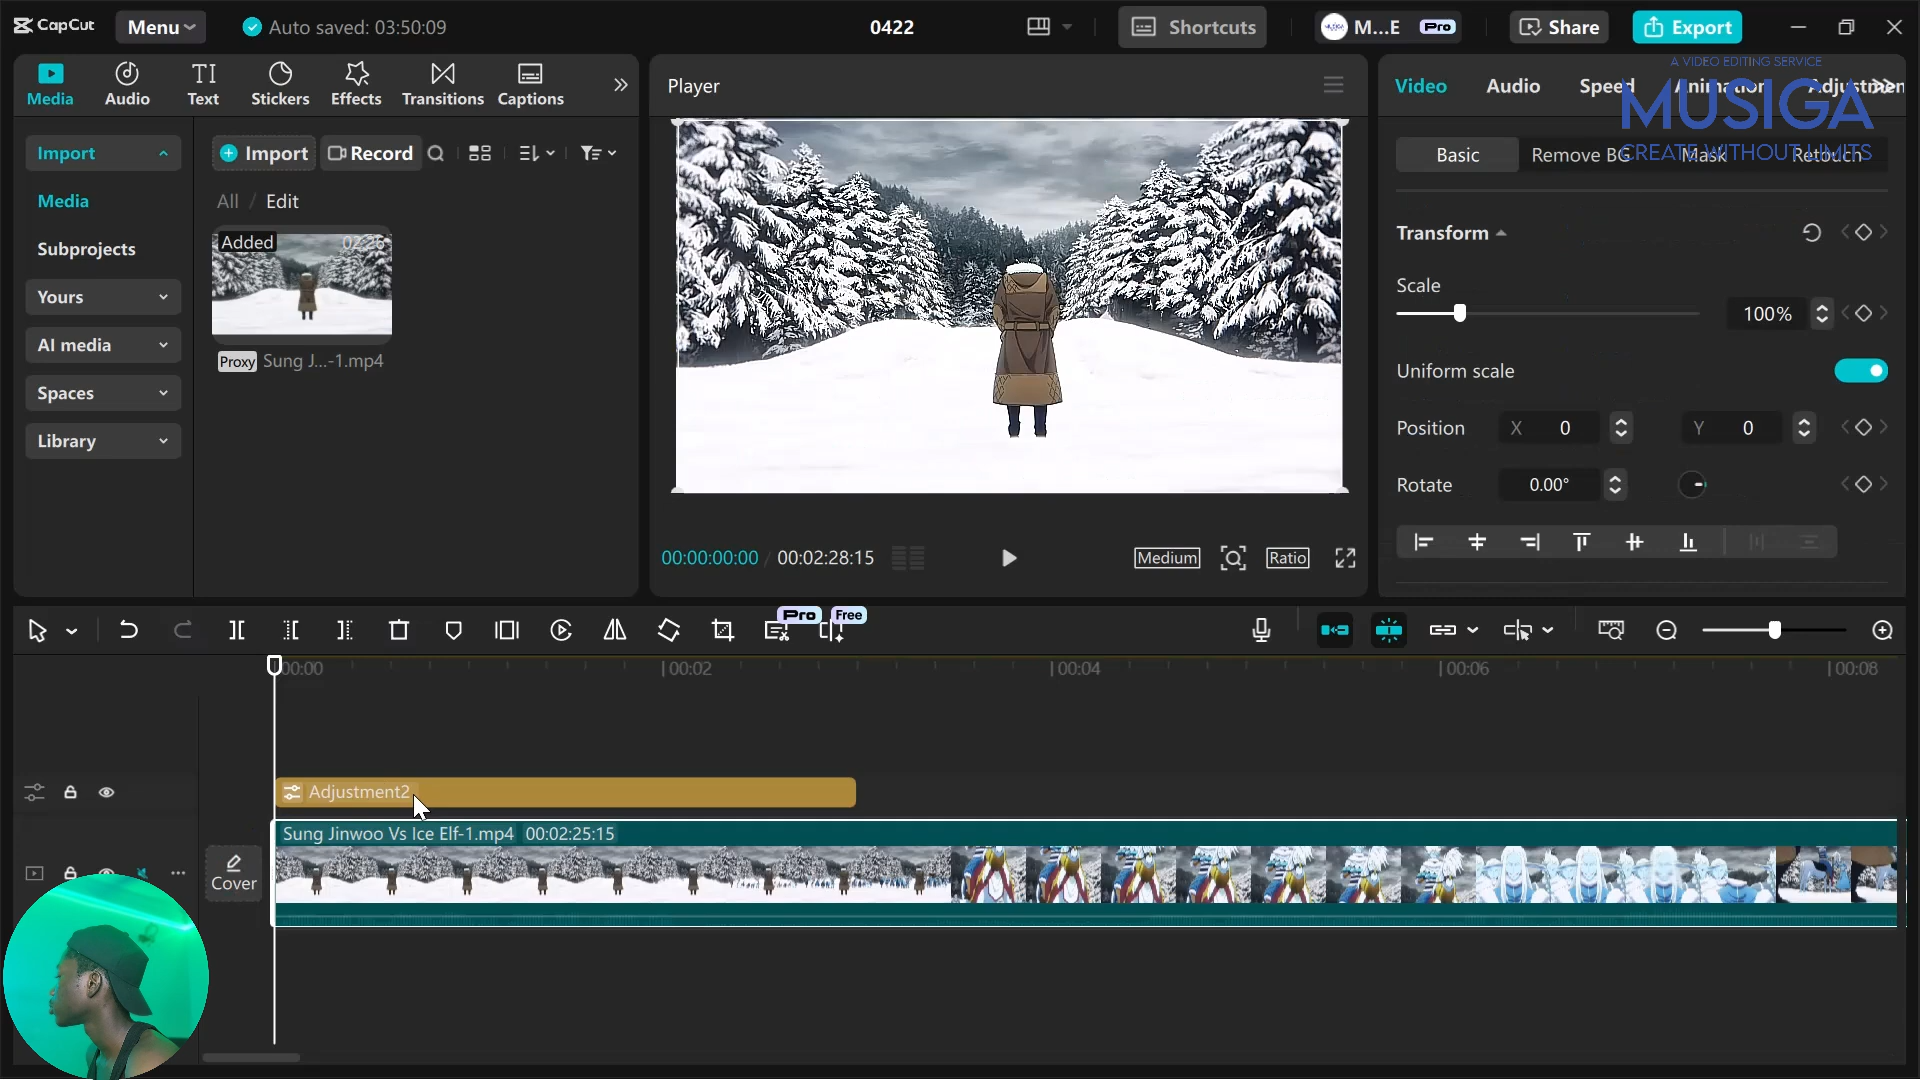 CapCut
Menu
Auto saved: 03:50:09
0422
Shortcuts
M...E
Pro
Share
Export
Media
Audio
Text
Stickers
Effects
Transitions
Captions
Player
Video
Audio
Speed
Animation
Adjustmen
A VIDEO EDITING SERVICE
MUSIGA
CREATE WITHOUT LIMITS
Import
Media
Subprojects
Yours
AI media
Spaces
Library
Import
Record
All / Edit
Added
02:26
Proxy
Sung J...-1.mp4
Basic
Remove BG
Mask
Retouch
Transform
Scale
100%
Uniform scale
Position
X
0
Y
0
Rotate
0.00°
00:00:00:00 / 00:02:28:15
Medium
Ratio
Pro
Free
00:00
00:02
00:04
00:06
00:08
Adjustment2
Cover
Sung Jinwoo Vs Ice Elf-1.mp4 00:02:25:15